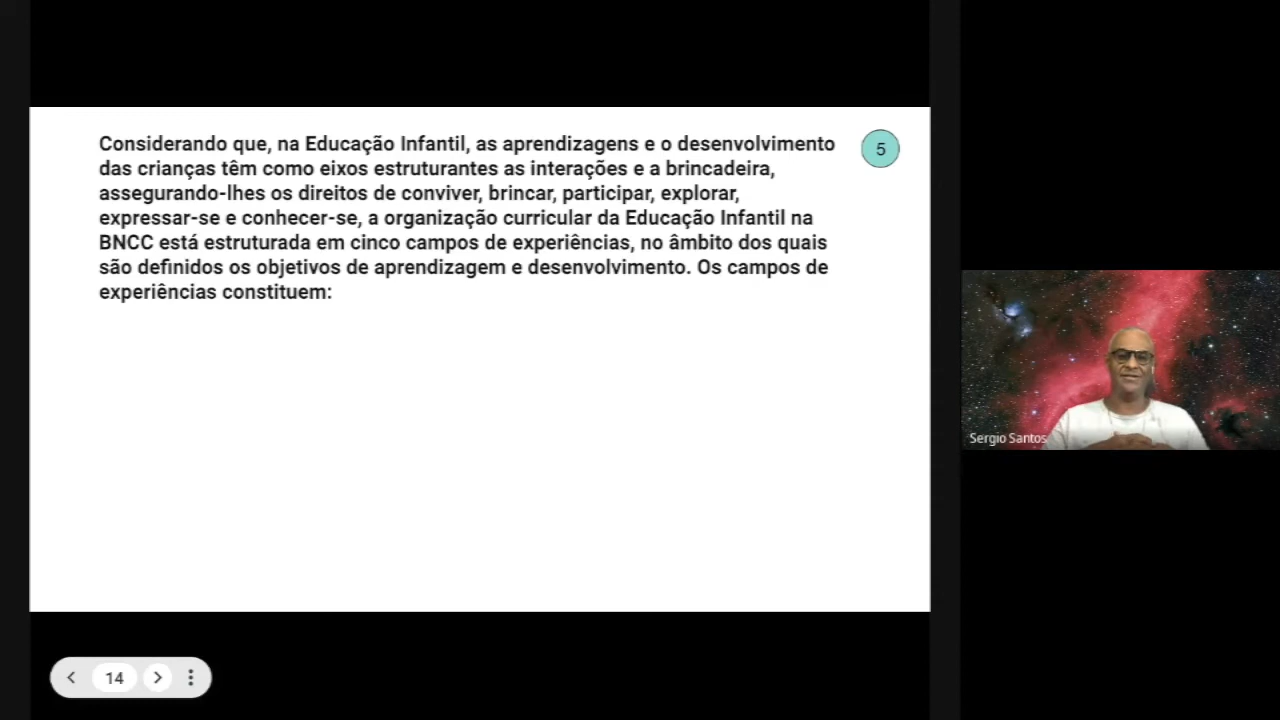 Considerando que, na Educação Infantil, as aprendizagens e o desenvolvimento
das crianças têm como eixos estruturantes as interações e a brincadeira,
assegurando-lhes os direitos de conviver, brincar, participar, explorar,
expressar-se e conhecer-se, a organização curricular da Educação Infantil na
BNCC está estruturada em cinco campos de experiências, no âmbito dos quais
são definidos os objetivos de aprendizagem e desenvolvimento. Os campos de
experiências constituem:
5
Sergio Santos
14